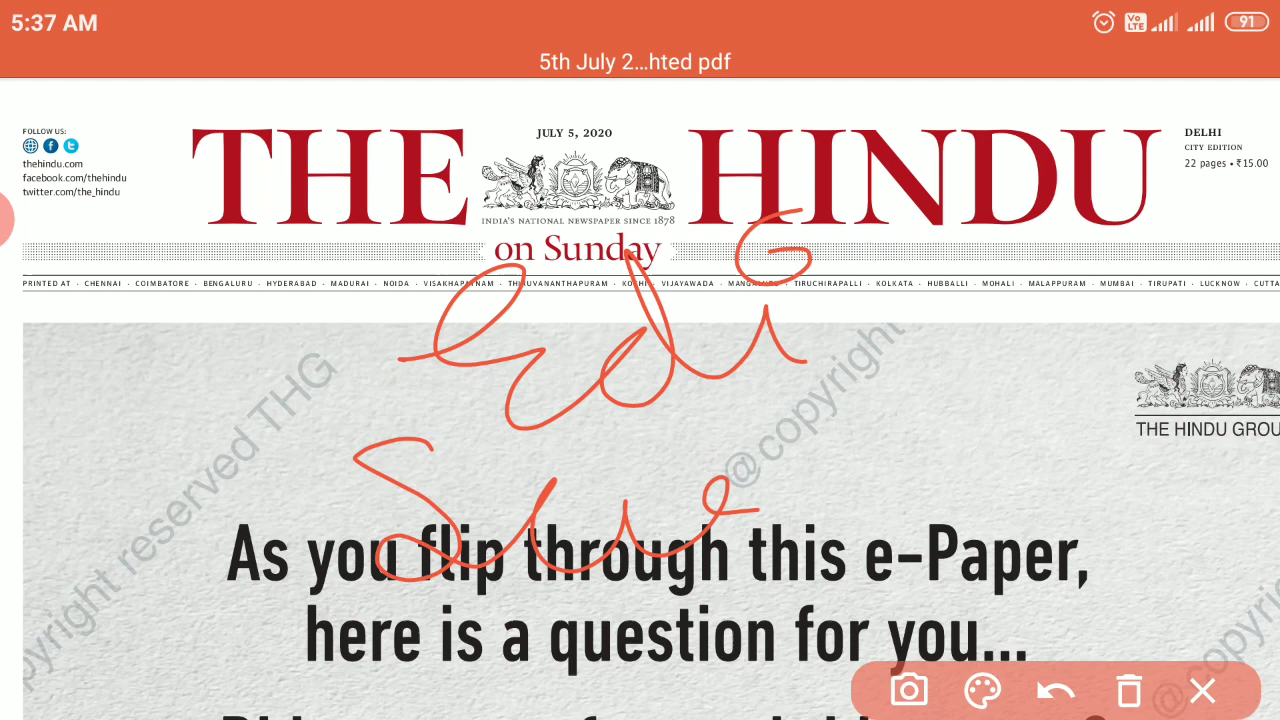 5:37 AM
Vo LTE
91
5th July 2...hted pdf
FOLLOW US:
thehindu.com
facebook.com/thehindu
twitter.com/the_hindu
THE HINDU
JULY 5, 2020
INDIA'S NATIONAL NEWSPAPER SINCE 1878
on Sunday
DELHI
CITY EDITION
22 pages • ₹15.00
PRINTED AT · CHENNAI · COIMBATORE · BENGALURU · HYDERABAD · MADURAI · NOIDA · VISAKHAPATNAM · THIRUVANANTHAPURAM · KOCHI · VIJAYAWADA · MANGALURU · TIRUCHIRAPALLI · KOLKATA · HUBBALLI · MOHALI · MALAPPURAM · MUMBAI · TIRUPATI · LUCKNOW · CUTTA
Edi
THE HINDU GROU
opyright reserved THG
@copyright
As you flip through this e-Paper,
here is a question for you...